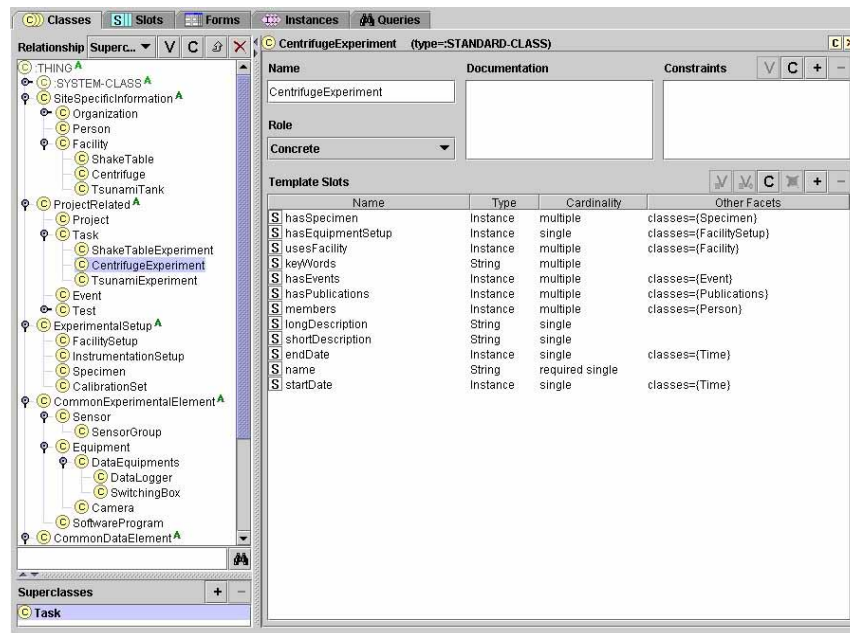 Classes Slots Forms Instances Queries
Relationship Superc... V C
:THING A
:SYSTEM-CLASS A
SiteSpecificInformation A
Organization
Person
Facility
ShakeTable
Centrifuge
TsunamiTank
ProjectRelated A
Project
Task
ShakeTableExperiment
CentrifugeExperiment
TsunamiExperiment
Event
Test
ExperimentalSetup A
FacilitySetup
InstrumentationSetup
Specimen
CalibrationSet
CommonExperimentalElement A
Sensor
SensorGroup
Equipment
DataEquipments
DataLogger
SwitchingBox
Camera
SoftwareProgram
CommonDataElement A
Superclasses + -
Task
CentrifugeExperiment (type=:STANDARD-CLASS)
Name Documentation Constraints V C + -
CentrifugeExperiment
Role
Concrete
Template Slots V V C + -
Name Type Cardinality Other Facets
S hasSpecimen Instance multiple classes={Specimen}
S hasEquipmentSetup Instance single classes={FacilitySetup}
S usesFacility Instance multiple classes={Facility}
S keyWords String multiple
S hasEvents Instance multiple classes={Event}
S hasPublications Instance multiple classes={Publications}
S members Instance multiple classes={Person}
S longDescription String single
S shortDescription String single
S endDate Instance single classes={Time}
S name String required single
S startDate Instance single classes={Time}